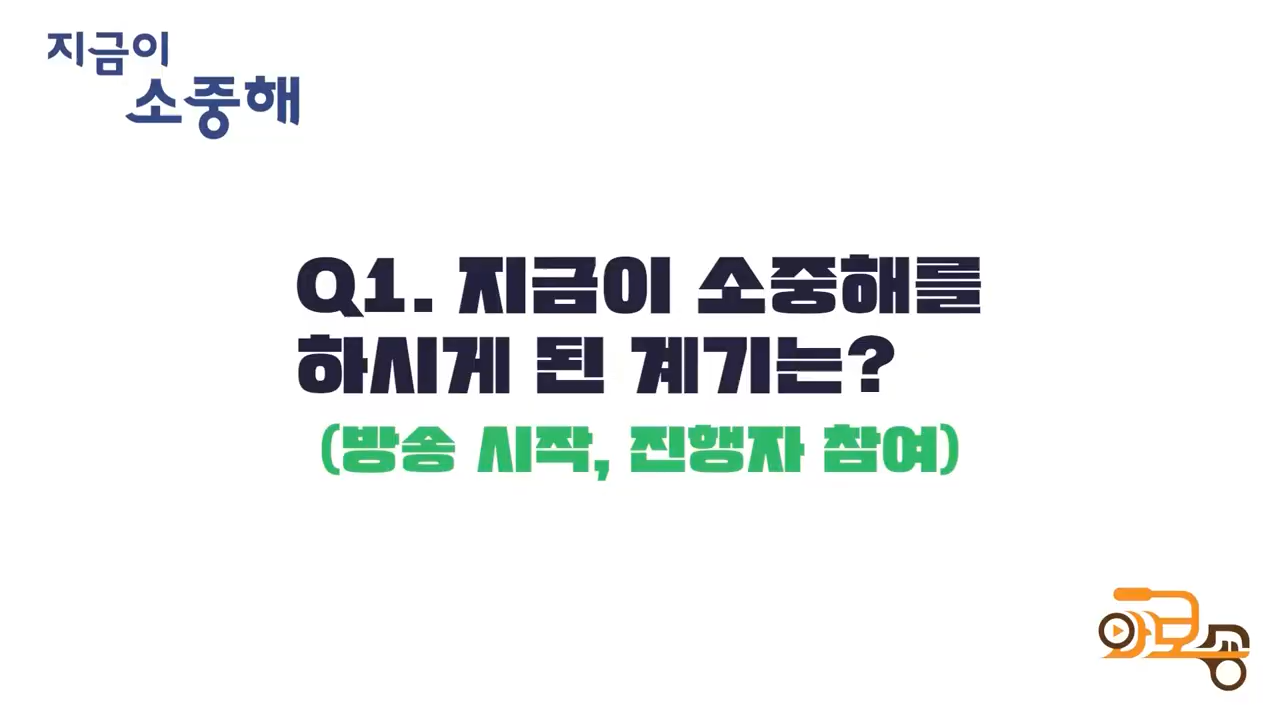 지금이
소중해
Q1. 지금이 소중해를
하시게 된 계기는?
(방송 시작, 진행자 참여)